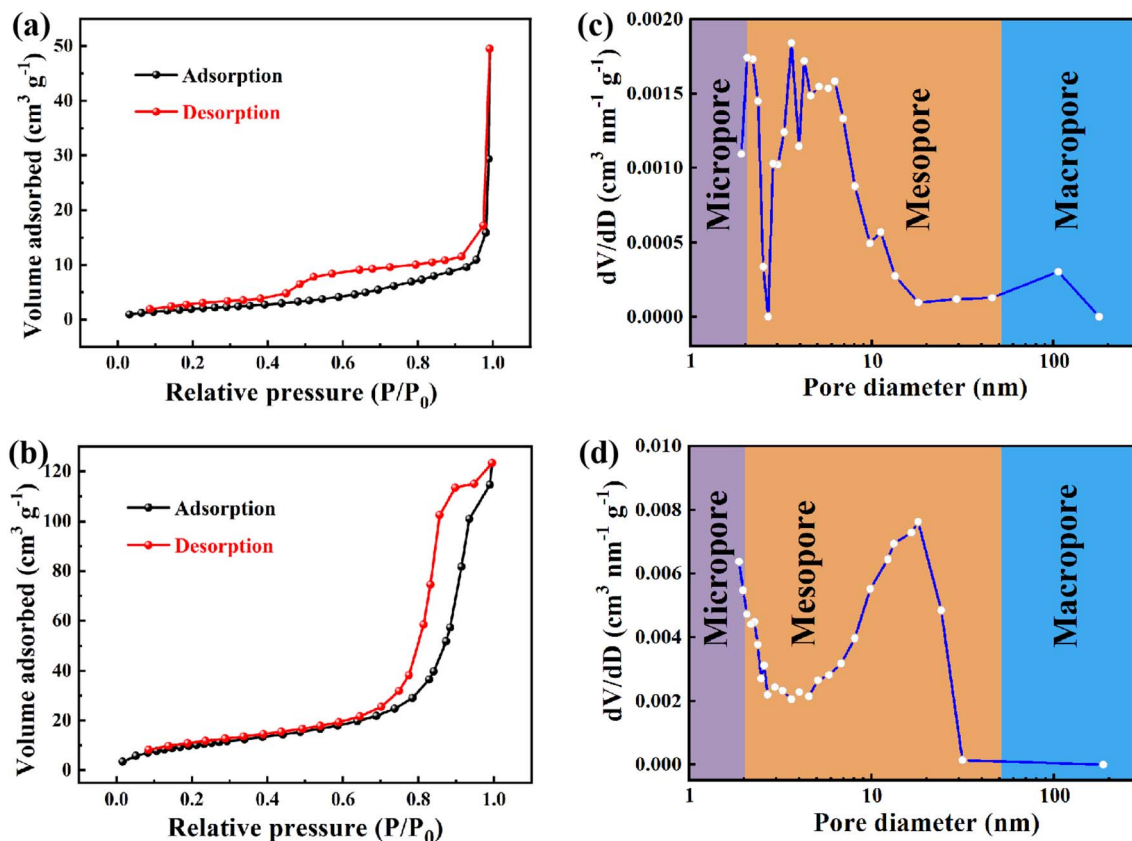 (a)
50
40
30
20
10
0
Volume adsorbed (cm³ g⁻¹)
Adsorption
Desorption
0.0 0.2 0.4 0.6 0.8 1.0
Relative pressure (P/P₀)
(c)
0.0020
0.0015
0.0010
0.0005
0.0000
dV/dD (cm³ nm⁻¹ g⁻¹)
Micropore
Mesopore
Macropore
1 10 100
Pore diameter (nm)
(b)
120
100
80
60
40
20
0
Volume adsorbed (cm³ g⁻¹)
Adsorption
Desorption
0.0 0.2 0.4 0.6 0.8 1.0
Relative pressure (P/P₀)
(d)
0.010
0.008
0.006
0.004
0.002
0.000
dV/dD (cm³ nm⁻¹ g⁻¹)
Micropore
Mesopore
Macropore
1 10 100
Pore diameter (nm)